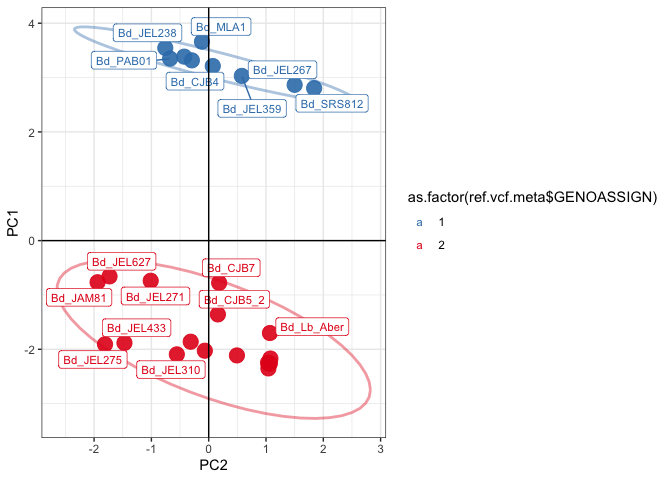 4
2
0
-2
PC1
Bd_MLA1
Bd_JEL238
Bd_PAB01
Bd_JEL267
Bd_CJB4
Bd_SRS812
Bd_JEL359
Bd_JEL627
Bd_CJB7
Bd_JAM81
Bd_JEL271
Bd_CJB5_2
Bd_JEL433
Bd_Lb_Aber
Bd_JEL275
Bd_JEL310
-2
-1
0
1
2
3
PC2
as.factor(ref.vcf.meta$GENOASSIGN)
a 1
a 2